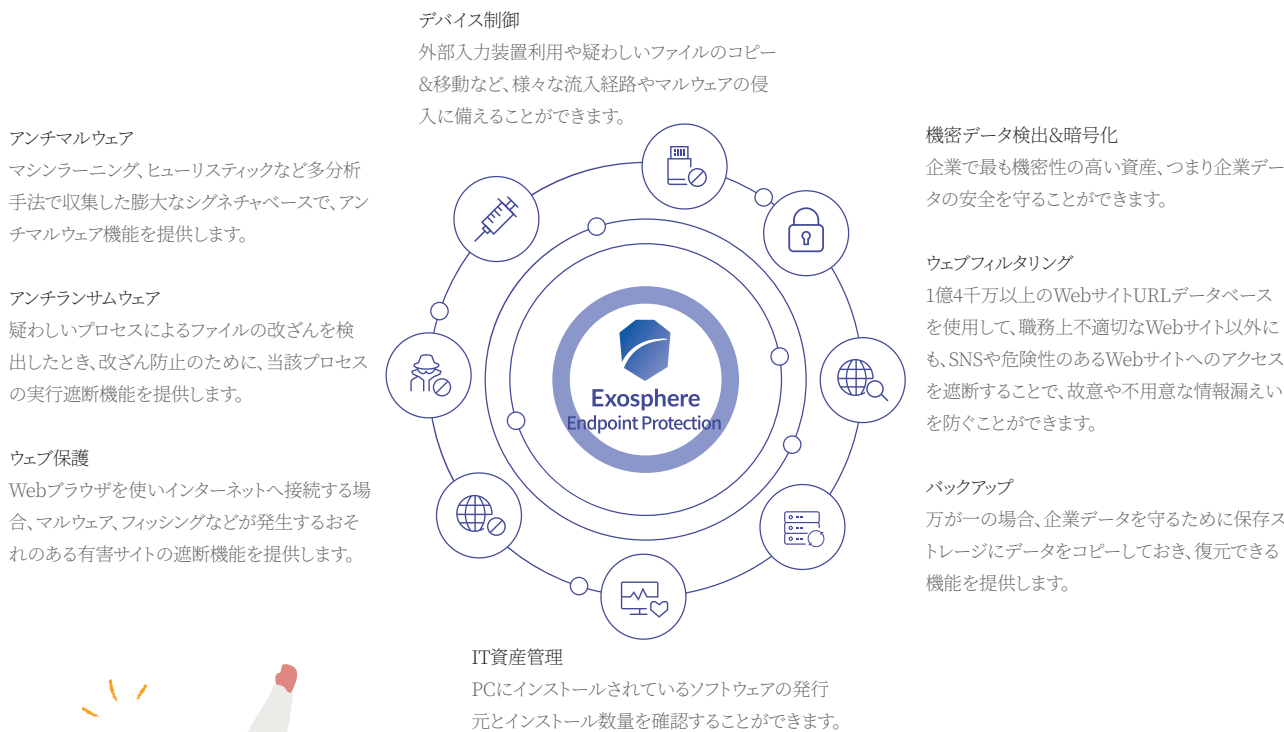 デバイス制御
外部入力装置利用や疑わしいファイルのコピー
&移動など、様々な流入経路やマルウェアの侵
入に備えることができます。
アンチマルウェア
マシンラーニング、ヒューリスティックなど多分析
手法で収集した膨大なシグネチャベースで、アン
チマルウェア機能を提供します。
アンチランサムウェア
疑わしいプロセスによるファイルの改ざんを検
出したとき、改ざん防止のために、当該プロセス
の実行遮断機能を提供します。
ウェブ保護
Webブラウザを使いインターネットへ接続する場
合、マルウェア、フィッシングなどが発生するおそ
れのある有害サイトの遮断機能を提供します。
Exosphere
Endpoint Protection
機密データ検出&暗号化
企業で最も機密性の高い資産、つまり企業デー
タの安全を守ることができます。
ウェブフィルタリング
1億4千万以上のWebサイトURLデータベース
を使用して、職務上不適切なWebサイト以外に
も、SNSや危険性のあるWebサイトへのアクセス
を遮断することで、故意や不用意な情報漏えい
を防ぐことができます。
バックアップ
万が一の場合、企業データを守るために保存ス
トレージにデータをコピーしておき、復元できる
機能を提供します。
IT資産管理
PCにインストールされているソフトウェアの発行
元とインストール数量を確認することができます。